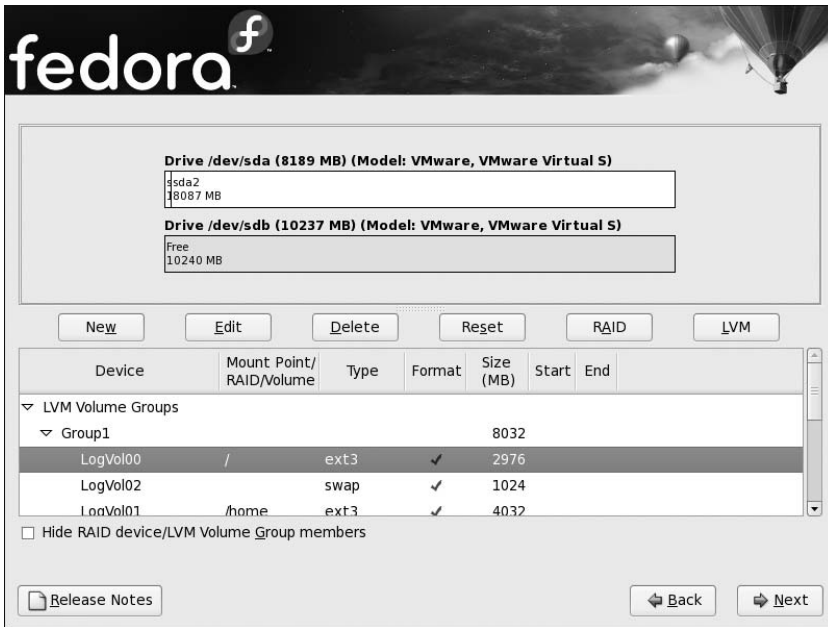 fedora
Drive /dev/sda (8189 MB) (Model: VMware, VMware Virtual S)
sda2
8087 MB
Drive /dev/sdb (10237 MB) (Model: VMware, VMware Virtual S)
Free
10240 MB
New Edit Delete Reset RAID LVM
Device Mount Point/ RAID/Volume Type Format Size (MB) Start End
LVM Volume Groups
Group1 8032
LogVol00 / ext3 2976
LogVol02 swap 1024
LogVol01 /home ext3 4032
Hide RAID device/LVM Volume Group members
Release Notes Back Next